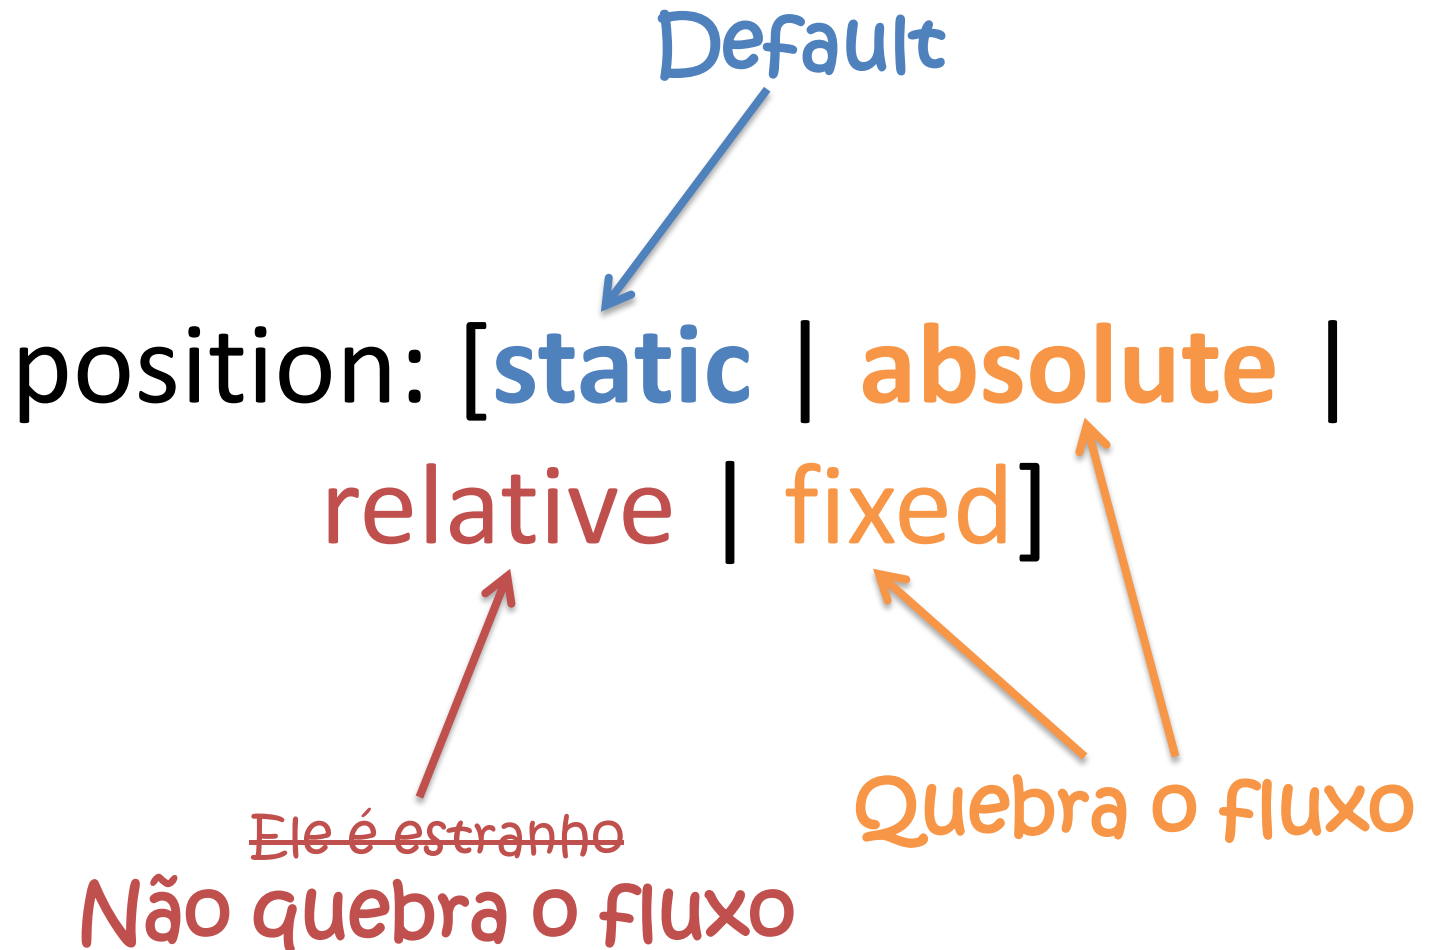 Default
position: [static | absolute |
relative | fixed]
Ele é estranho
Quebra o fluxo
Não quebra o fluxo